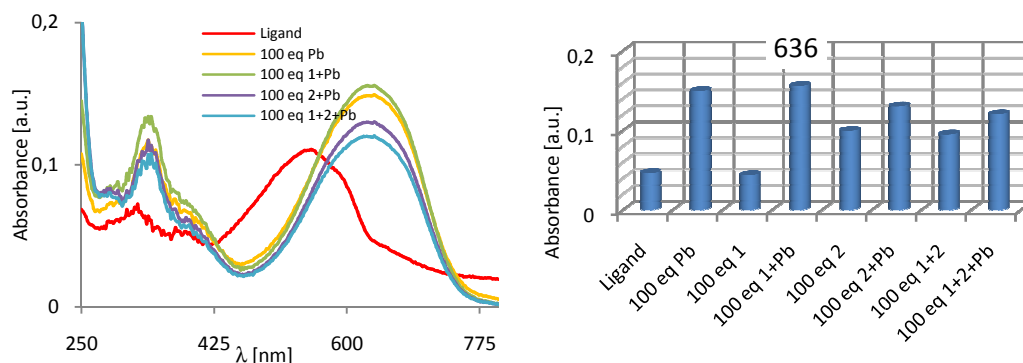 0,2
0,1
0
Absorbance [a.u.]
250
425
600
775
λ [nm]
Ligand
100 eq Pb
100 eq 1+Pb
100 eq 2+Pb
100 eq 1+2+Pb
636
0,2
0,1
0
Absorbance [a.u.]
Ligand
100 eq Pb
100 eq 1
100 eq 1+Pb
100 eq 2
100 eq 2+Pb
100 eq 1+2
100 eq 1+2+Pb